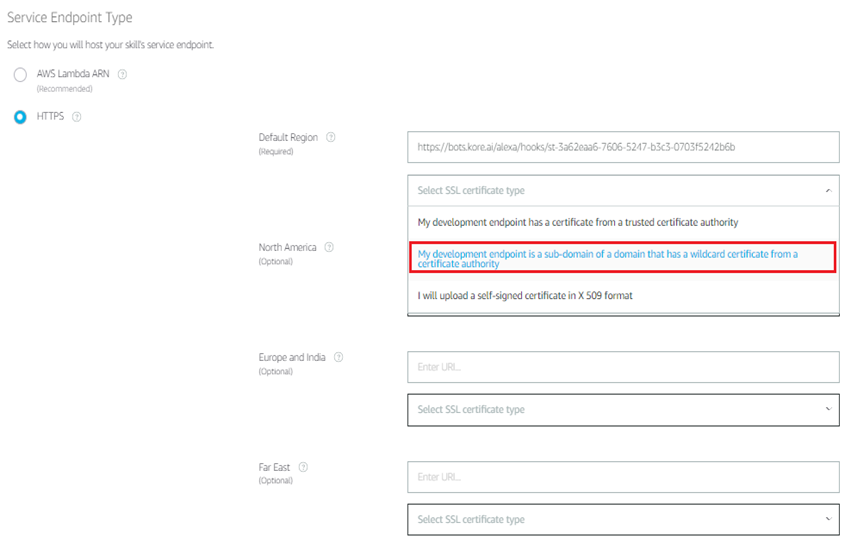 Service Endpoint Type
Select how you will host your skill's service endpoint.
AWS Lambda ARN ?
(Recommended)
HTTPS ?
Default Region ?
(Required)
https://bots.kore.ai/alexa/hooks/st-3a62eaa6-7606-5247-b3c3-0703f5242b6b
Select SSL certificate type
My development endpoint has a certificate from a trusted certificate authority
North America ?
(Optional)
My development endpoint is a sub-domain of a domain that has a wildcard certificate from a
certificate authority
I will upload a self-signed certificate in X 509 format
Europe and India ?
(Optional)
Enter URI...
Select SSL certificate type
Far East ?
(Optional)
Enter URI...
Select SSL certificate type